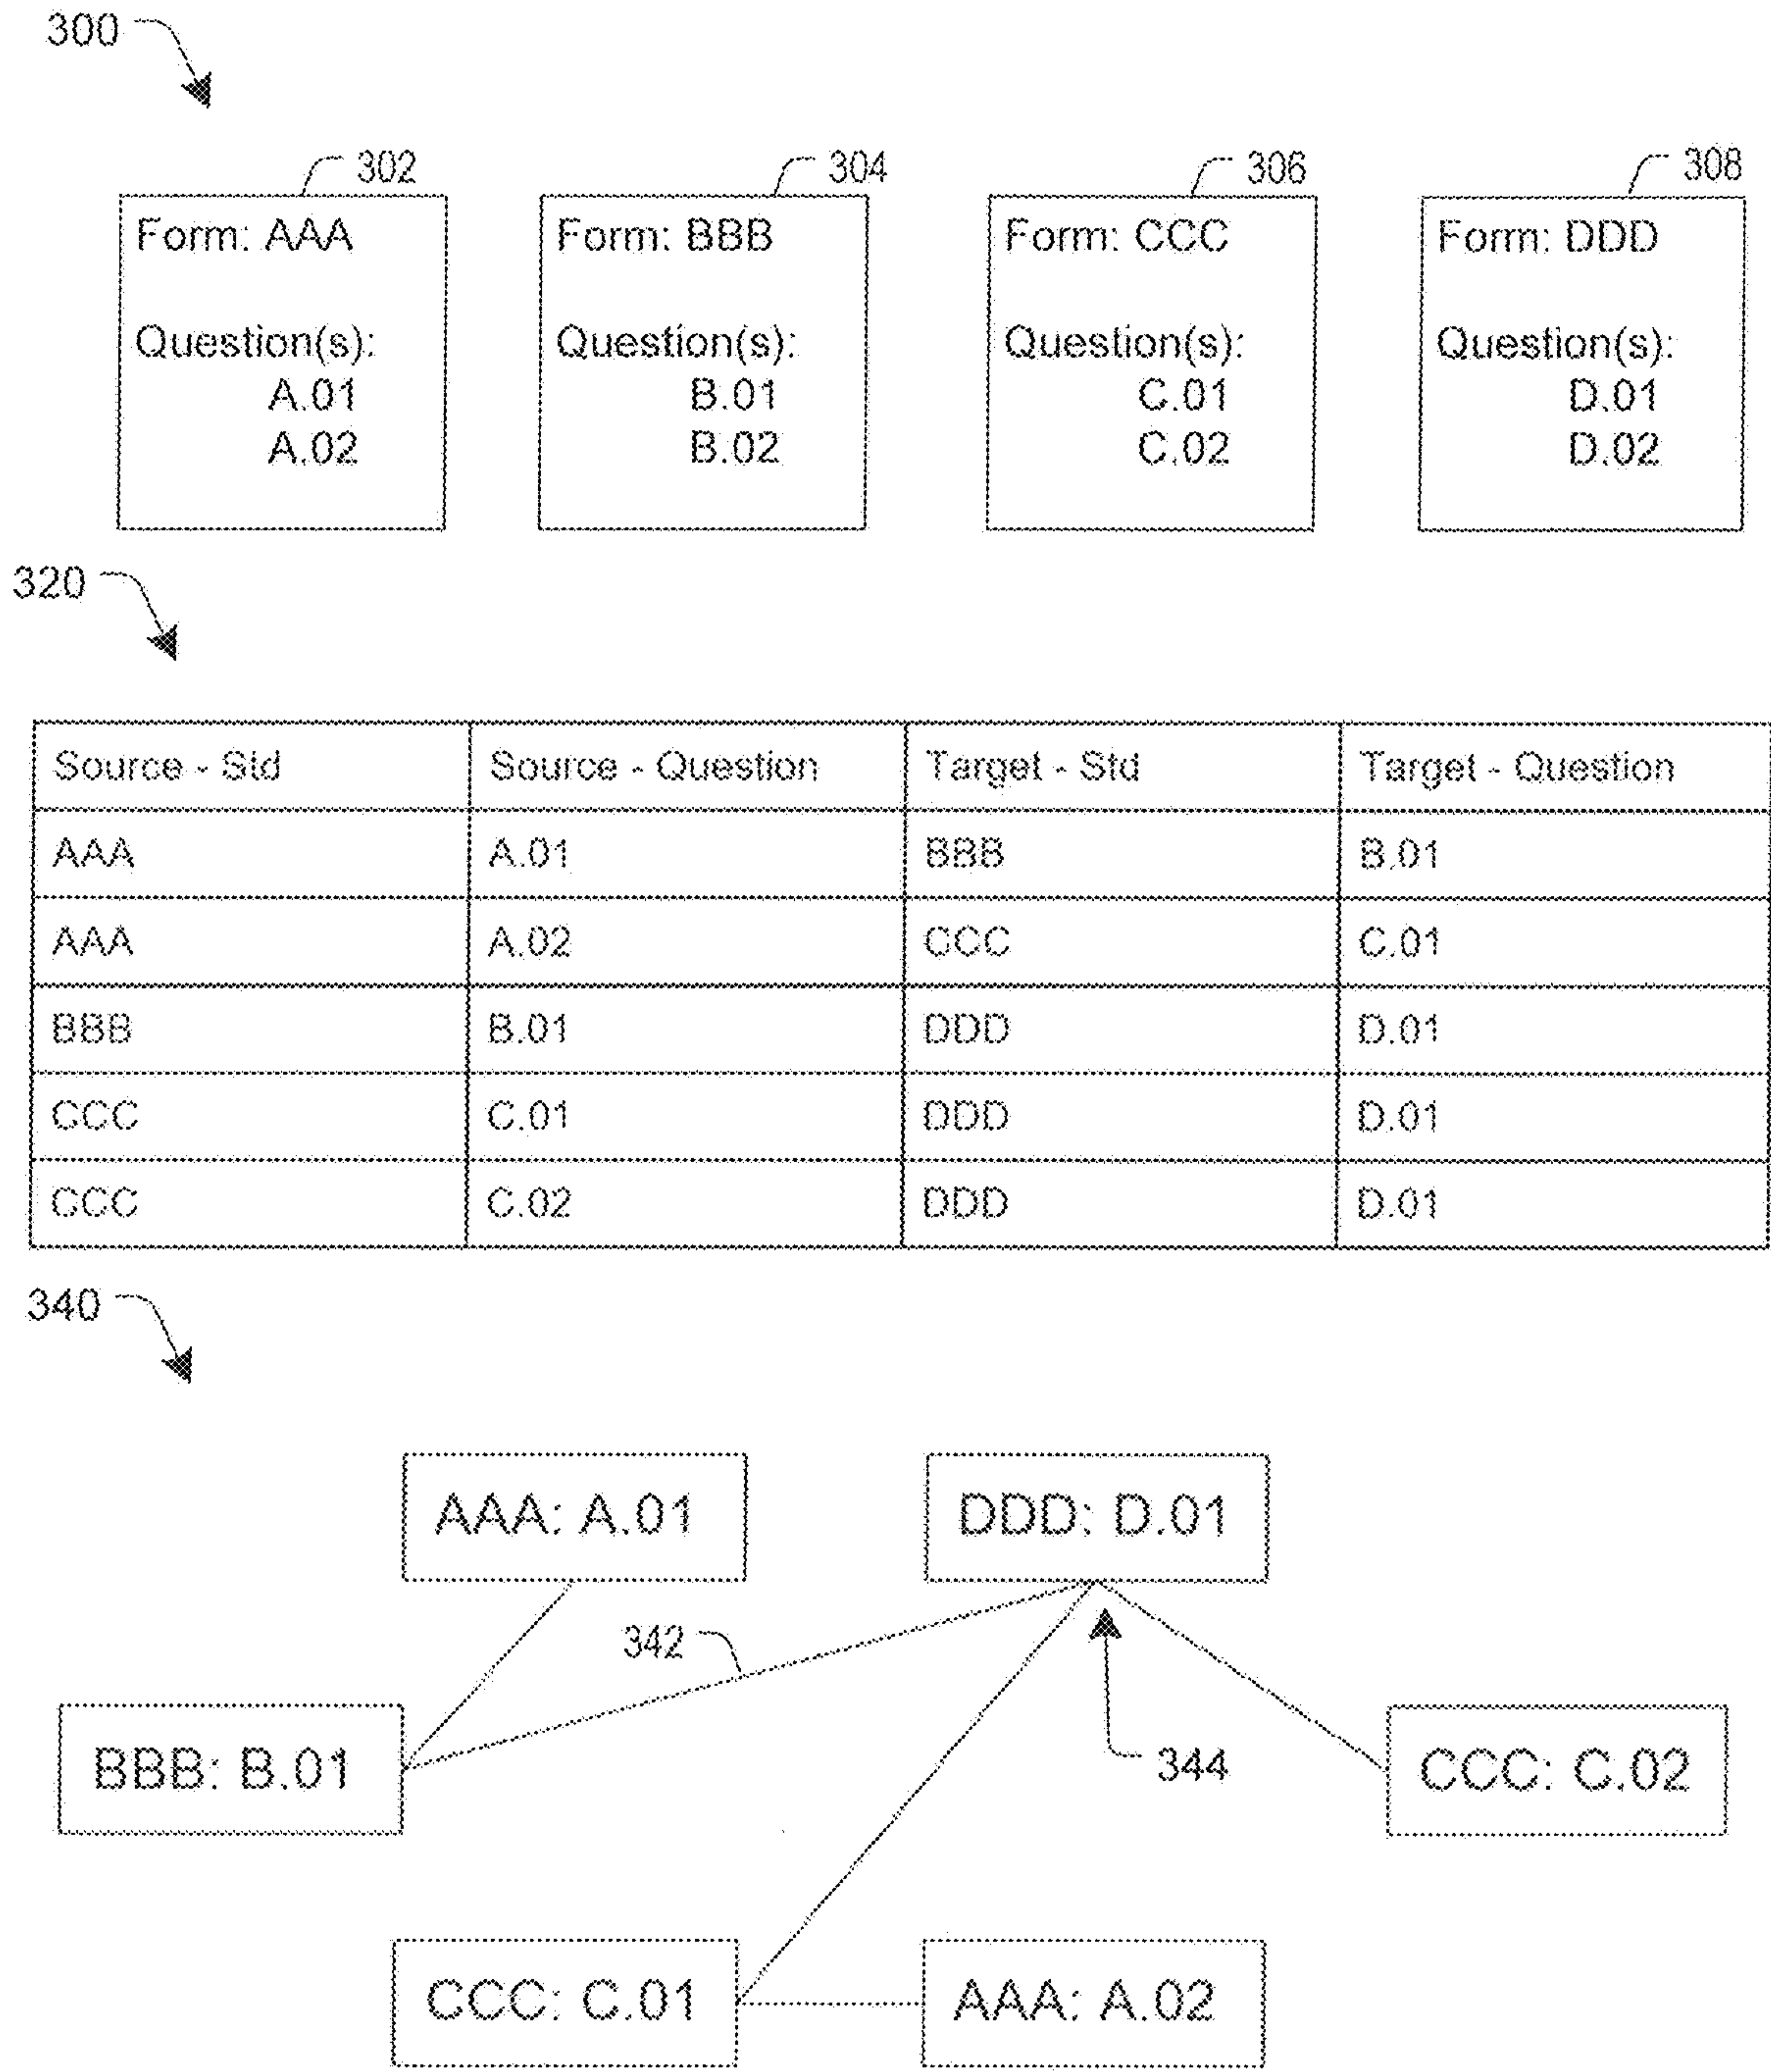 300
302 304 306 308
Form: AAA Form: BBB Form: CCC Form: DDD
Question(s): Question(s): Question(s): Question(s):
A.01 B.01 C.01 D.01
A.02 B.02 C.02 D.02
320
Source - Std Source - Question Target - Std Target - Question
AAA A.01 BBB B.01
AAA A.02 CCC C.01
BBB B.01 DDD D.01
CCC C.01 DDD D.01
CCC C.02 DDD D.01
340
AAA: A.01 DDD: D.01
342
BBB: B.01 344 CCC: C.02
CCC: C.01 AAA: A.02